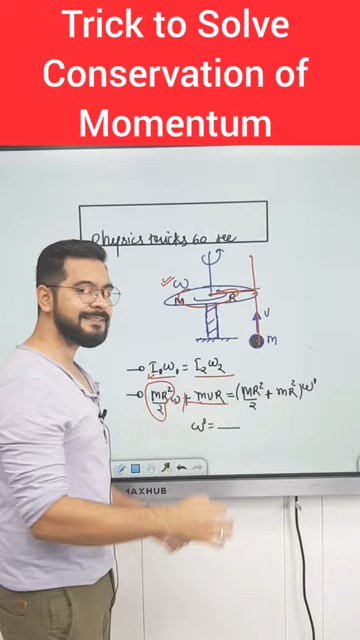 Trick to Solve
Conservation of
Momentum
Physics tricks 60 sec
ω
M
R
V
m
I₁ω₁ = I₂ω₂
MR²/2 ω + mVR = (MR²/2 + mR²)ω'
ω' = __
MAXHUB